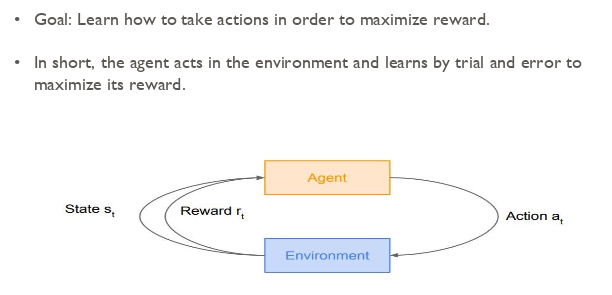 • Goal: Learn how to take actions in order to maximize reward.
• In short, the agent acts in the environment and learns by trial and error to
maximize its reward.
Agent
State sₜ
Reward rₜ
Action aₜ
Environment